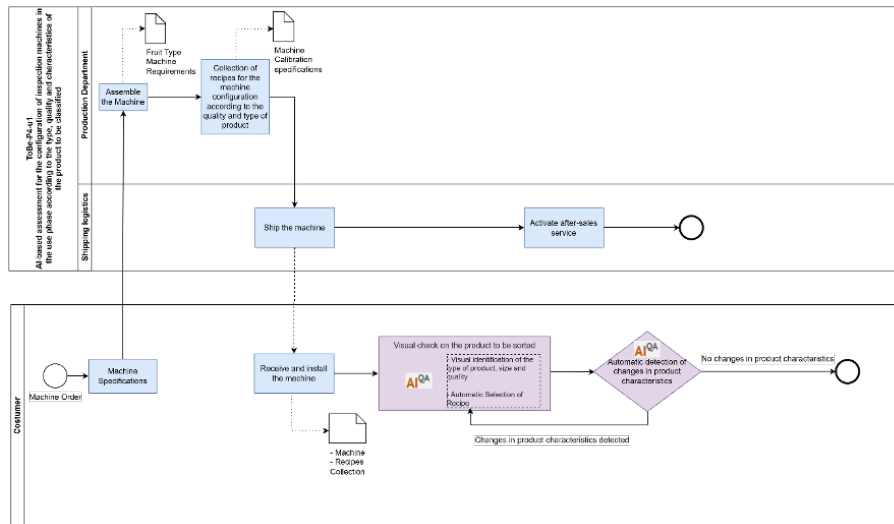 ToBe-P4-u1
AI-based assessment for the configuration of inspection machines in
the use phase according to the type, quality and characteristics of
the product to be classified
Production Department
Fruit Type
Machine
Requirements
Machine
Calibration
specifications
Assemble
the Machine
Collection of
recipes for the
machine
configuration
according to the
quality and type of
product
Shipping logistics
Ship the machine
Activate after-sales
service
Costumer
Machine Order
Machine
Specifications
Receive and install
the machine
- Machine
- Recipes
Collection
Visual check on the product to be sorted
AI QA
- Visual identification of the
type of product, size and
quality
- Automatic Selection of
Recipe
AI QA
Automatic detection of
changes in product
characteristics
No changes in product characteristics
Changes in product characteristics detected